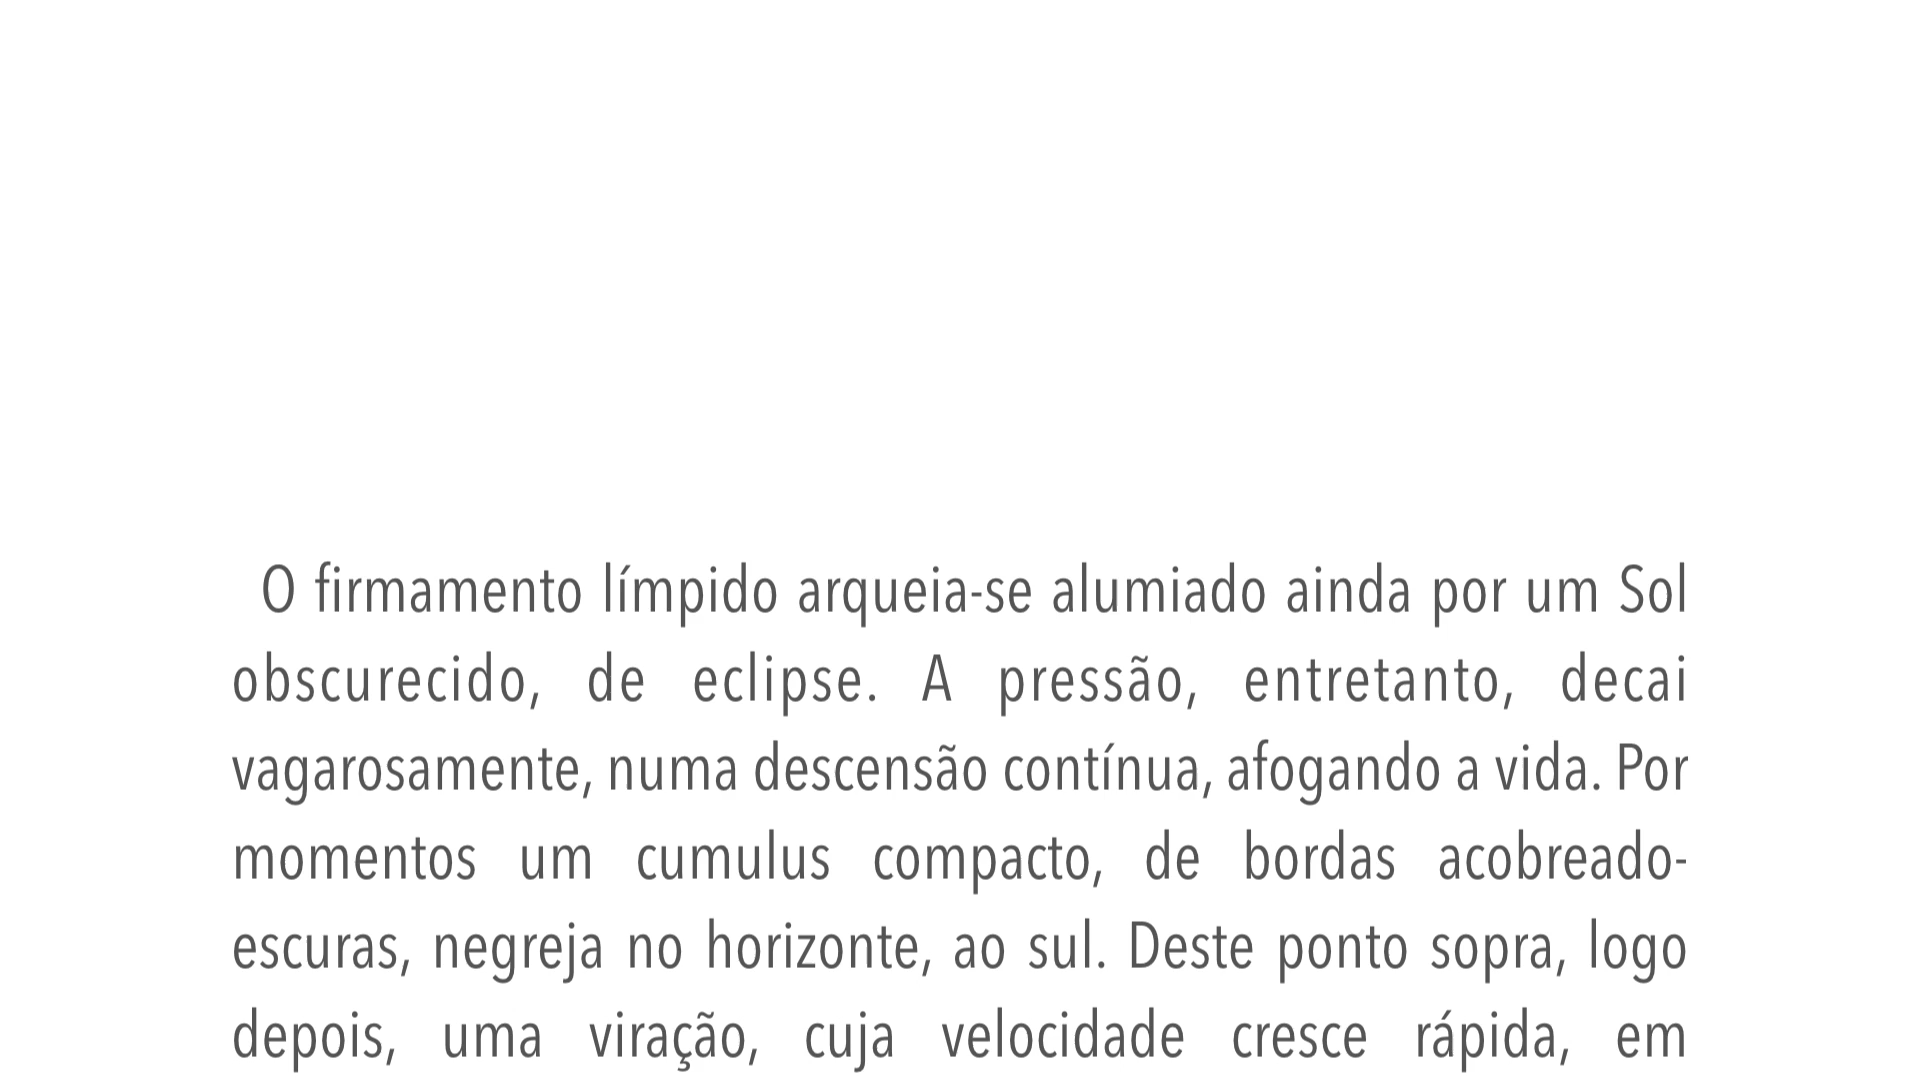 O firmamento límpido arqueia-se alumiado ainda por um Sol
obscurecido, de eclipse. A pressão, entretanto, decai
vagarosamente, numa descensão contínua, afogando a vida. Por
momentos um cumulus compacto, de bordas acobreado-
escuras, negreja no horizonte, ao sul. Deste ponto sopra, logo
depois, uma viração, cuja velocidade cresce rápida, em